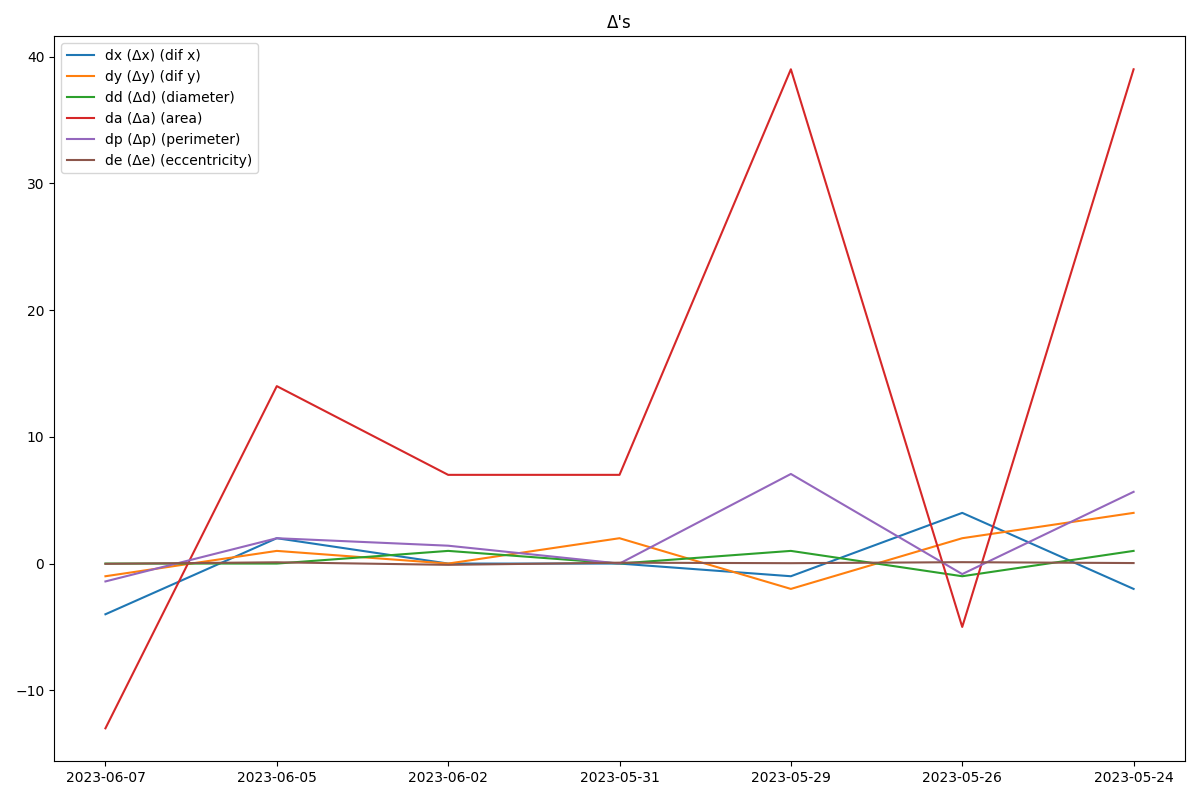 Δ's
dx (Δx) (dif x)
dy (Δy) (dif y)
dd (Δd) (diameter)
da (Δa) (area)
dp (Δp) (perimeter)
de (Δe) (eccentricity)
40
30
20
10
0
−10
2023-06-07 2023-06-05 2023-06-02 2023-05-31 2023-05-29 2023-05-26 2023-05-24